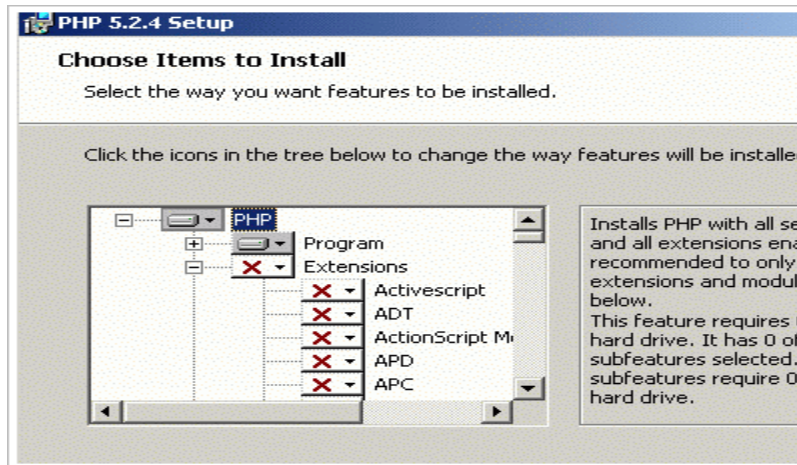 PHP 5.2.4 Setup
Choose Items to Install
Select the way you want features to be installed.
Click the icons in the tree below to change the way features will be installe
PHP
Program
Extensions
Activescript
ADT
ActionScript M
APD
APC
Installs PHP with all se
and all extensions ena
recommended to only
extensions and modul
below.
This feature requires
hard drive. It has 0 of
subfeatures selected.
subfeatures require 0
hard drive.